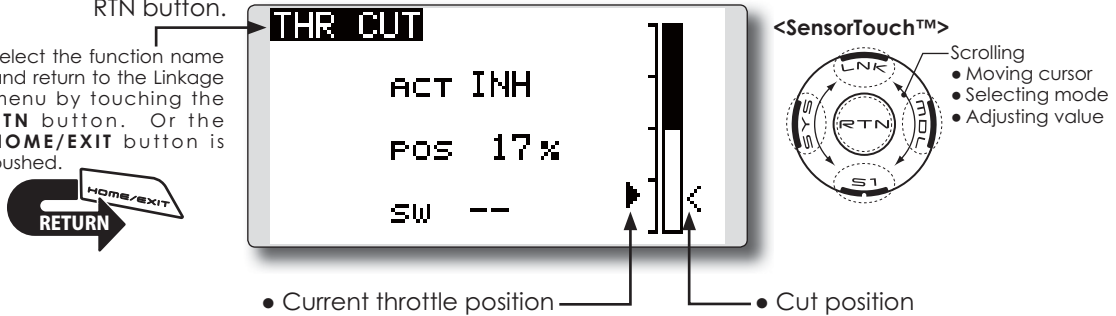 RTN button.
elect the function name
and return to the Linkage
menu by touching the
RTN button. Or the
HOME/EXIT button is
pushed.
HOME/EXIT
RETURN
THR CUT
ACT INH
POS 17%
SW --
● Current throttle position
● Cut position
<SensorTouch™>
LNK
SYS
RTN
MDL
S1
Scrolling
● Moving cursor
● Selecting mode
● Adjusting value